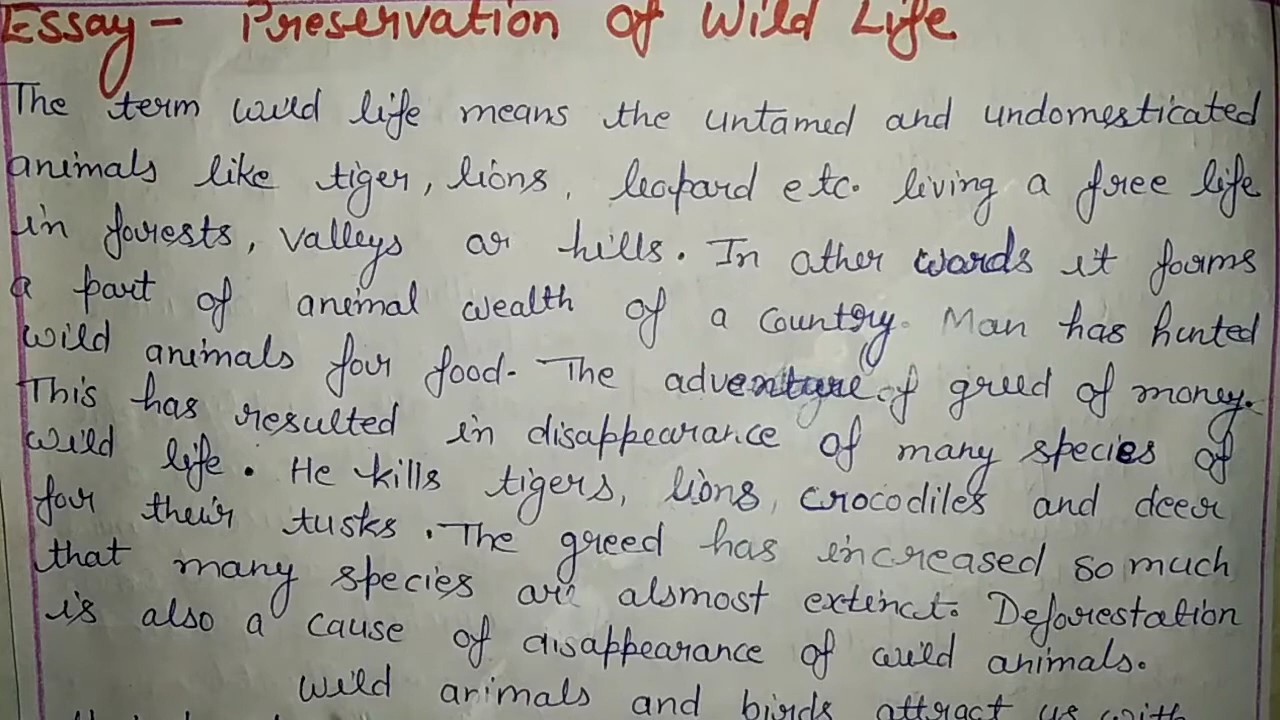 Essay - Preservation of Wild Life
The term wild life means the untamed and undomesticated
animals like tiger, lions, leopard etc. living a free life
in forests, valleys or hills. In other words it forms
a part of animal wealth of a country. Man has hunted
wild animals for food. The adventure of greed of money.
This has resulted in disappearance of many species of
wild life. He kills tigers, lions, crocodiles and deer
for their tusks. The greed has increased so much
that many species are alsmost extinct. Deforestation
is also a cause of disappearance of wild animals.
wild animals and birds attract us with